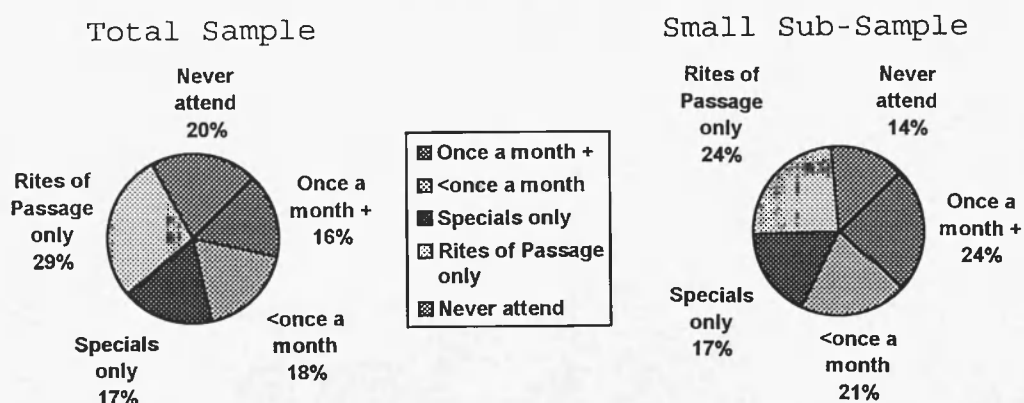 Total Sample
Never
attend
20%
Once a
month +
16%
<once a
month
18%
Specials
only
17%
Rites of
Passage
only
29%
Once a month +
<once a month
Specials only
Rites of Passage
only
Never attend
Small Sub-Sample
Rites of
Passage
only
24%
Never
attend
14%
Once a
month +
24%
<once a
month
21%
Specials
only
17%